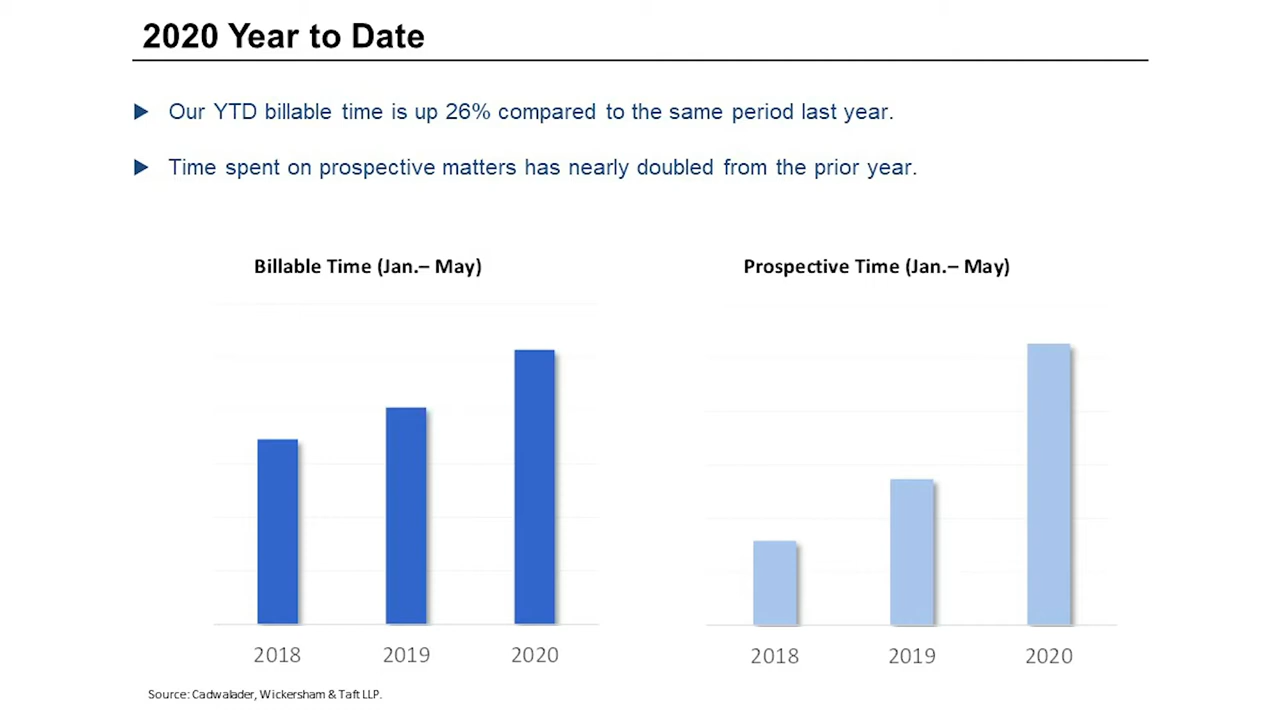 2020 Year to Date
Our YTD billable time is up 26% compared to the same period last year.
Time spent on prospective matters has nearly doubled from the prior year.
Billable Time (Jan.– May)
2018 2019 2020
Prospective Time (Jan.– May)
2018 2019 2020
Source: Cadwalader, Wickersham & Taft LLP.